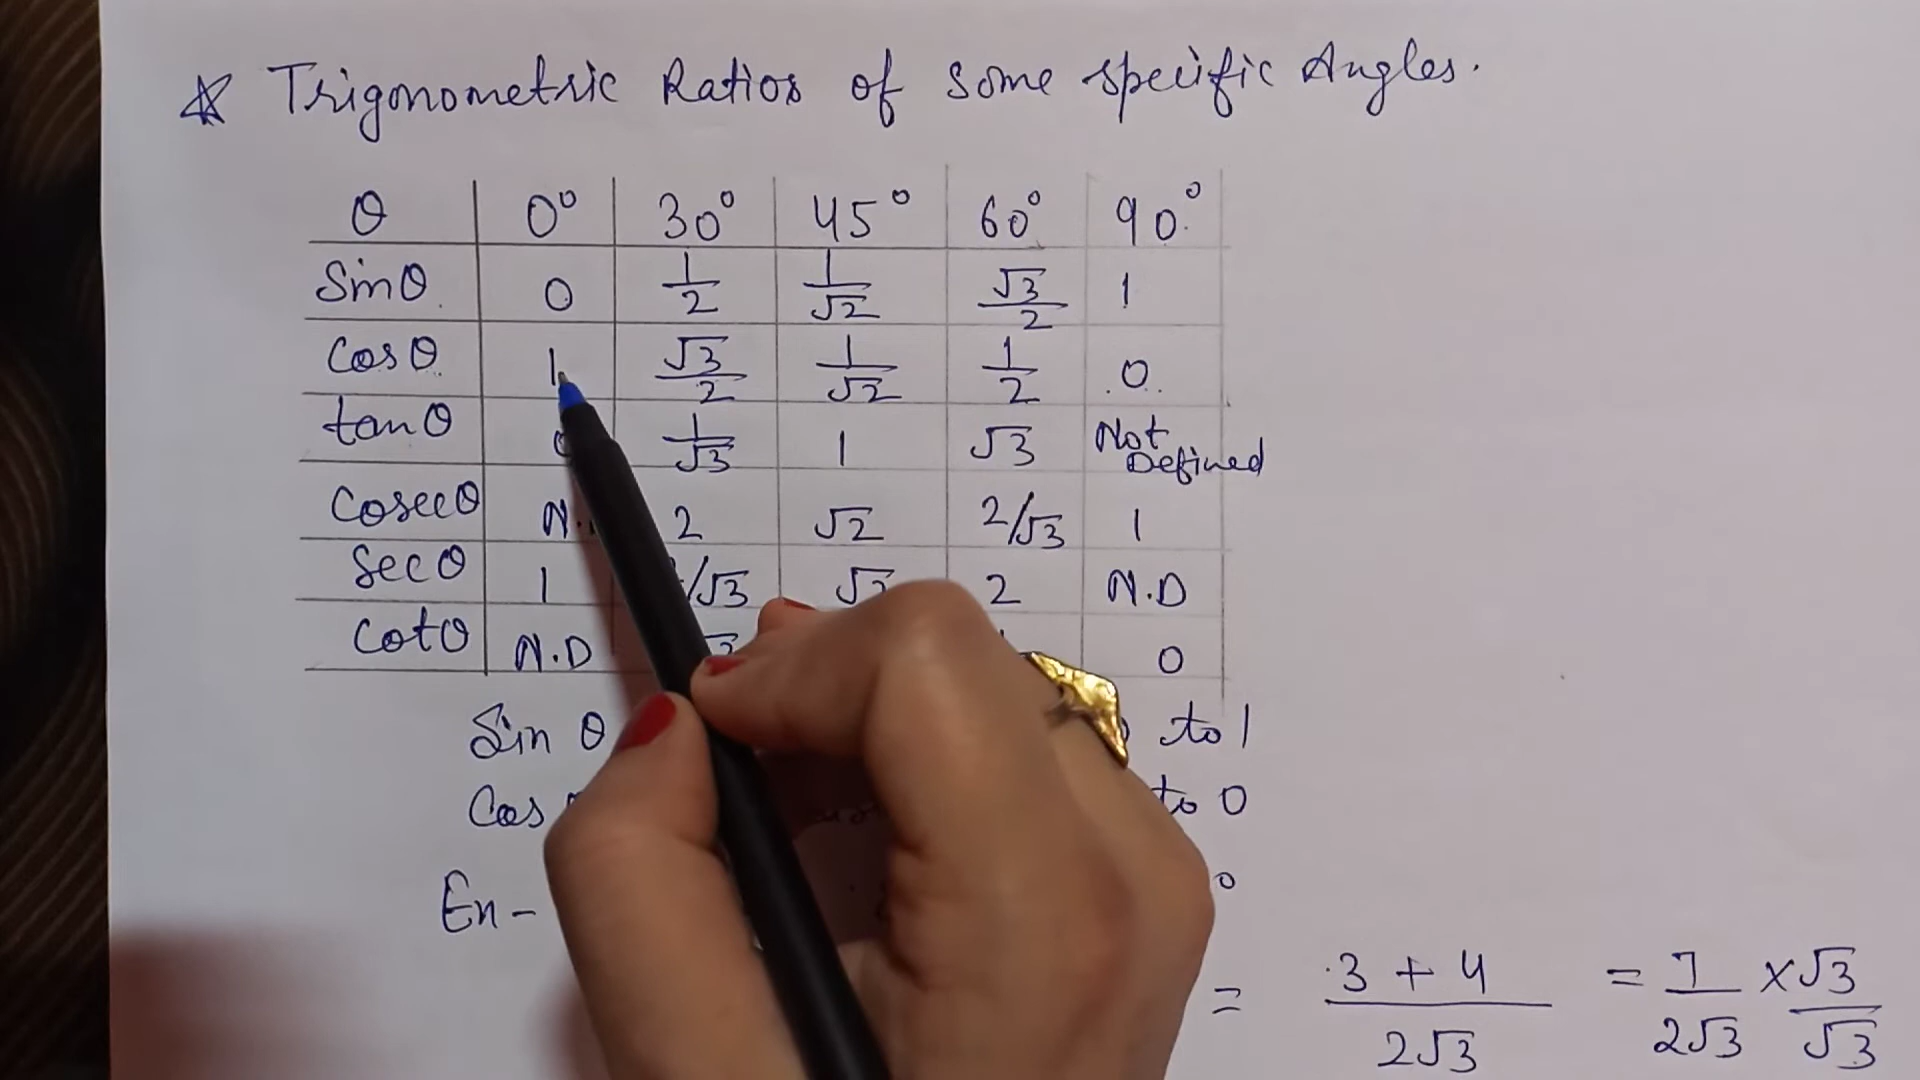 ☆ Trigonometric Ratios of some specific Angles.
θ 0° 30° 45° 60° 90°
Sinθ 0 1/2 1/√2 √3/2 1
Cosθ 1 √3/2 1/√2 1/2 0
tanθ 0 1/√3 1 √3 Not Defined
Cosecθ 2 √2 2/√3 1
Secθ 1 /√3 2 N.D
Cotθ N.D 0
Sin θ to 1
Cos to 0
En -
= 3 + 4 / 2√3 = 7 / 2√3 × √3 / √3